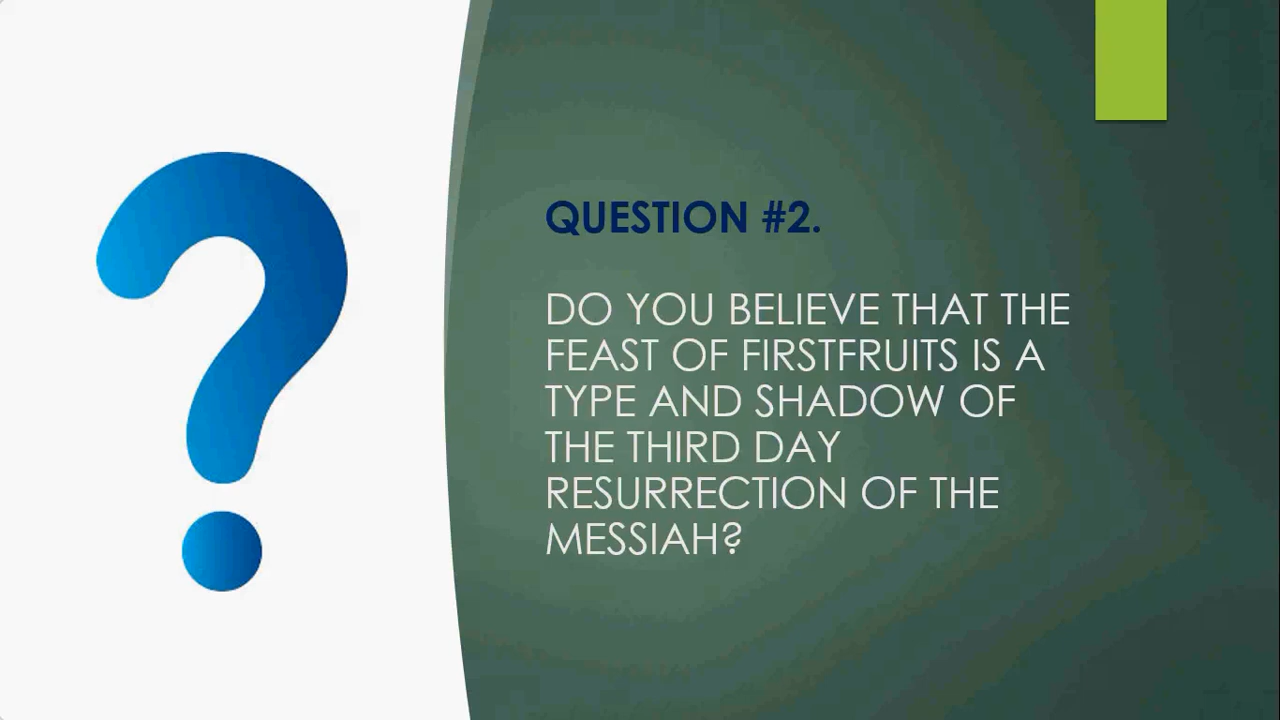 QUESTION #2.
DO YOU BELIEVE THAT THE
FEAST OF FIRSTFRUITS IS A
TYPE AND SHADOW OF
THE THIRD DAY
RESURRECTION OF THE
MESSIAH?